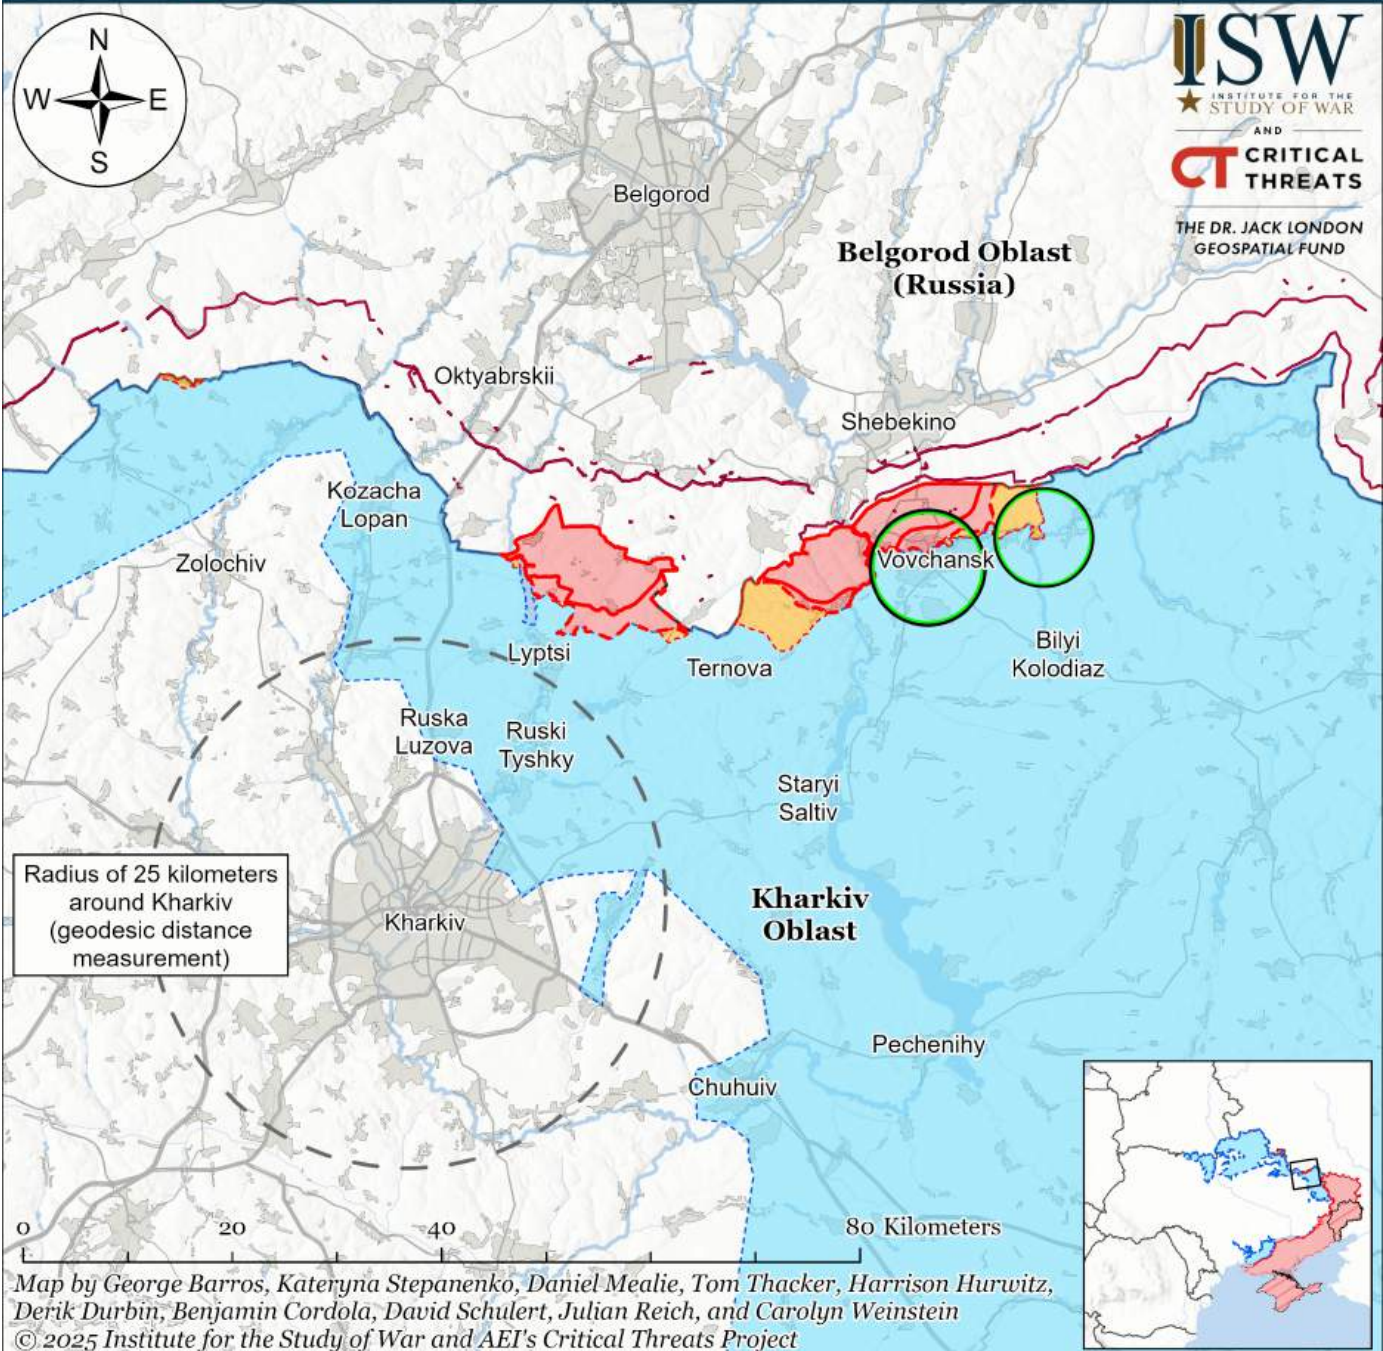 N
W
E
S
ISW
INSTITUTE FOR THE
STUDY OF WAR
AND
CT CRITICAL
THREATS
THE DR. JACK LONDON
GEOSPATIAL FUND
Belgorod
Belgorod Oblast
(Russia)
Oktyabrskii
Shebekino
Kozacha
Lopan
Zolochiv
Vovchansk
Lyptsi
Ternova
Bilyi
Kolodiaz
Ruska
Luzova
Ruski
Tyshky
Staryi
Saltiv
Radius of 25 kilometers
around Kharkiv
(geodesic distance
measurement)
Kharkiv
Kharkiv
Oblast
Pechenihy
Chuhuiv
0 20 40 80 Kilometers
Map by George Barros, Kateryna Stepanenko, Daniel Mealie, Tom Thacker, Harrison Hurwitz,
Derik Durbin, Benjamin Cordola, David Schulert, Julian Reich, and Carolyn Weinstein
© 2025 Institute for the Study of War and AEI's Critical Threats Project